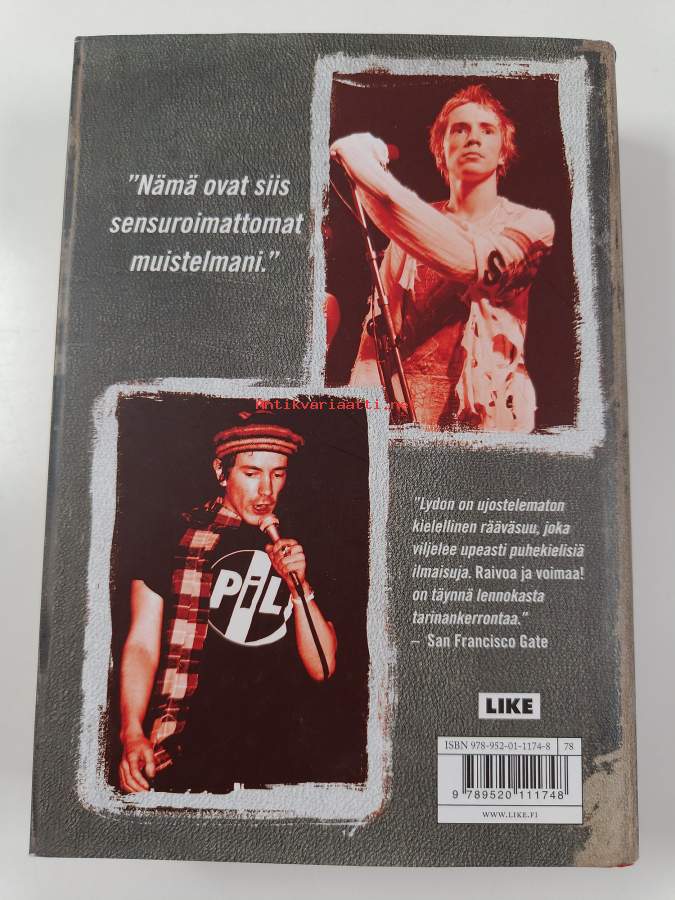 "Nämä ovat siis
sensuroimattomat
muistelmani."
Antikvariaatti.net
PiL
"Lydon on ujostelematon
kielellinen rääväsuu, joka
viljelee upeasti puhekielisiä
ilmaisuja. Raivoa ja voimaa!
on täynnä lennokasta
tarinankerrontaa."
– San Francisco Gate
LIKE
ISBN 978-952-01-1174-8 78
9 789520 111748
WWW.LIKE.FI